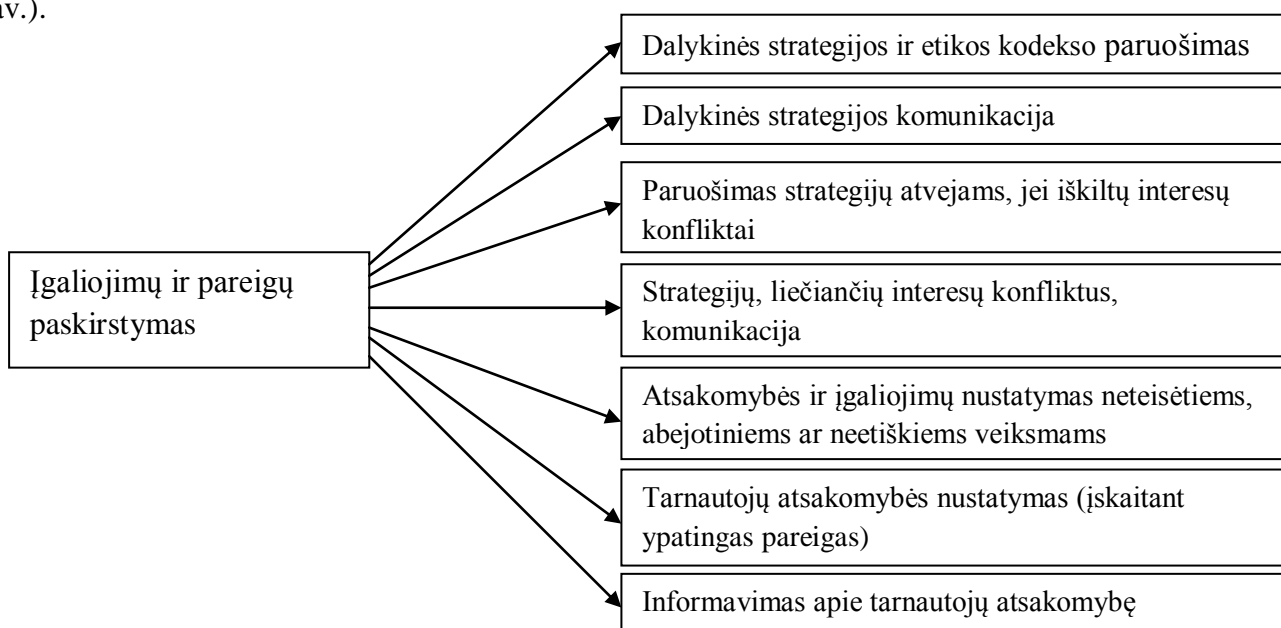 av.).
Dalykinės strategijos ir etikos kodekso paruošimas
Dalykinės strategijos komunikacija
Paruošimas strategijų atvejams, jei iškiltų interesų
konfliktai
Įgaliojimų ir pareigų
paskirstymas
Strategijų, liečiančių interesų konfliktus,
komunikacija
Atsakomybės ir įgaliojimų nustatymas neteisėtiems,
abejotiniems ar neetiškiems veiksmams
Tarnautojų atsakomybės nustatymas (įskaitant
ypatingas pareigas)
Informavimas apie tarnautojų atsakomybę